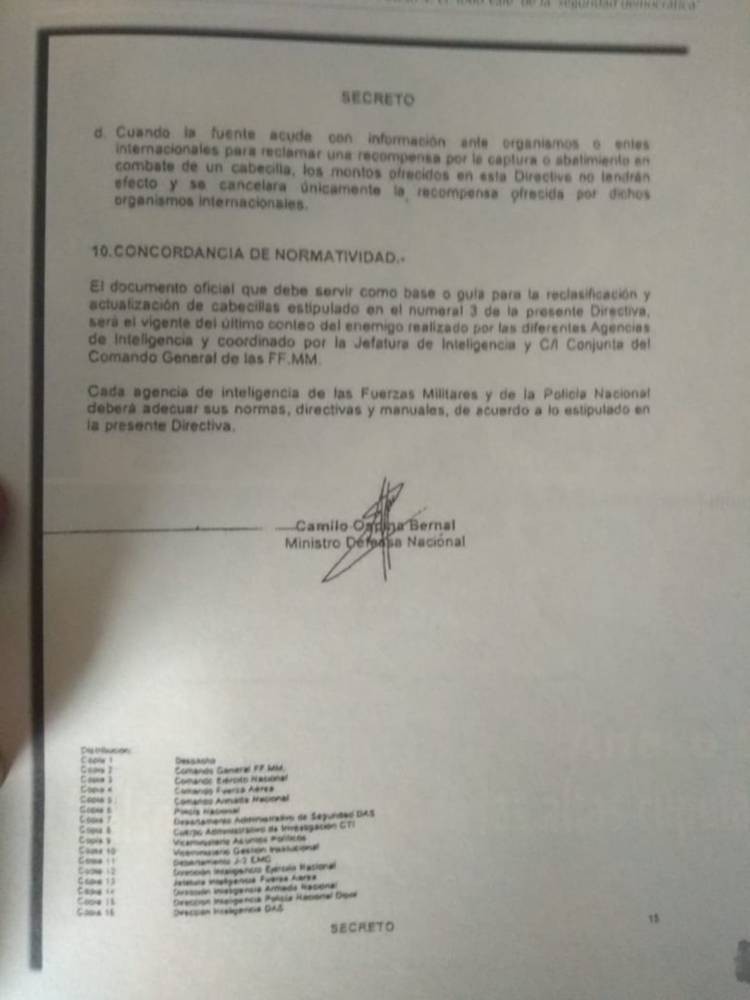 de la 'seguridad democrática'
SECRETO
d. Cuando la fuente acude con información ante organismos o entes
internacionales para reclamar una recompensa por la captura o abatimiento en
combate de un cabecilla, los montos ofrecidos en esta Directiva no tendrán
efecto y se cancelara únicamente la recompensa ofrecida por dichos
organismos internacionales.
10.CONCORDANCIA DE NORMATIVIDAD.-
El documento oficial que debe servir como base o guía para la reclasificación y
actualización de cabecillas estipulado en el numeral 3 de la presente Directiva,
será el vigente del último conteo del enemigo realizado por las diferentes Agencias
de Inteligencia y coordinado por la Jefatura de Inteligencia y C/I Conjunta del
Comando General de las FF.MM.
Cada agencia de inteligencia de las Fuerzas Militares y de la Policía Nacional
deberá adecuar sus normas, directivas y manuales, de acuerdo a lo estipulado en
la presente Directiva.
Camilo Ospina Bernal
Ministro Defensa Nacional
Distribución:
Copia 1 Despacho
Copia 2 Comando General FF.MM.
Copia 3 Comando Ejército Nacional
Copia 4 Comando Fuerza Aérea
Copia 5 Comando Armada Nacional
Copia 6 Policía Nacional
Copia 7 Departamento Administrativo de Seguridad DAS
Copia 8 Cuerpo Administrativo de Investigación CTI
Copia 9 Viceministerio Asuntos Políticos
Copia 10 Viceministerio Gestión Institucional
Copia 11 Departamento J-2 EMC
Copia 12 Dirección Inteligencia Ejército Nacional
Copia 13 Jefatura Inteligencia Fuerza Aérea
Copia 14 Dirección Inteligencia Armada Nacional
Copia 15 Dirección Inteligencia Policía Nacional Dipol
Copia 16 Dirección Inteligencia DAS
SECRETO
15